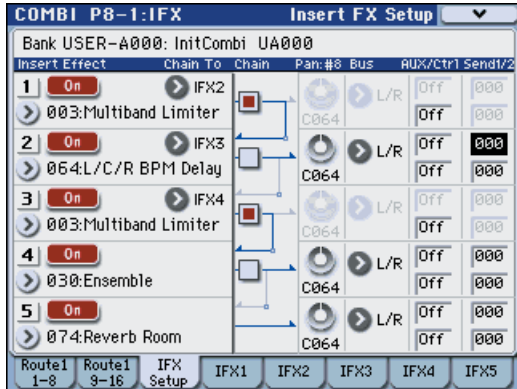 COMBI P8-1:IFX Insert FX Setup
Bank USER-A000: InitCombi UA000
Insert Effect Chain To Chain Pan:#8 Bus AUX/Ctrl Send1/2
1 On IFX2 L/R Off 000
003:Multiband Limiter C064 Off 000
2 On IFX3 L/R Off 000
064:L/C/R BPM Delay C064 Off 000
3 On IFX4 L/R Off 000
003:Multiband Limiter C064 Off 000
4 On L/R Off 000
030:Ensemble C064 Off 000
5 On L/R Off 000
074:Reverb Room C064 Off 000
Route1 1-8 Route1 9-16 IFX Setup IFX1 IFX2 IFX3 IFX4 IFX5